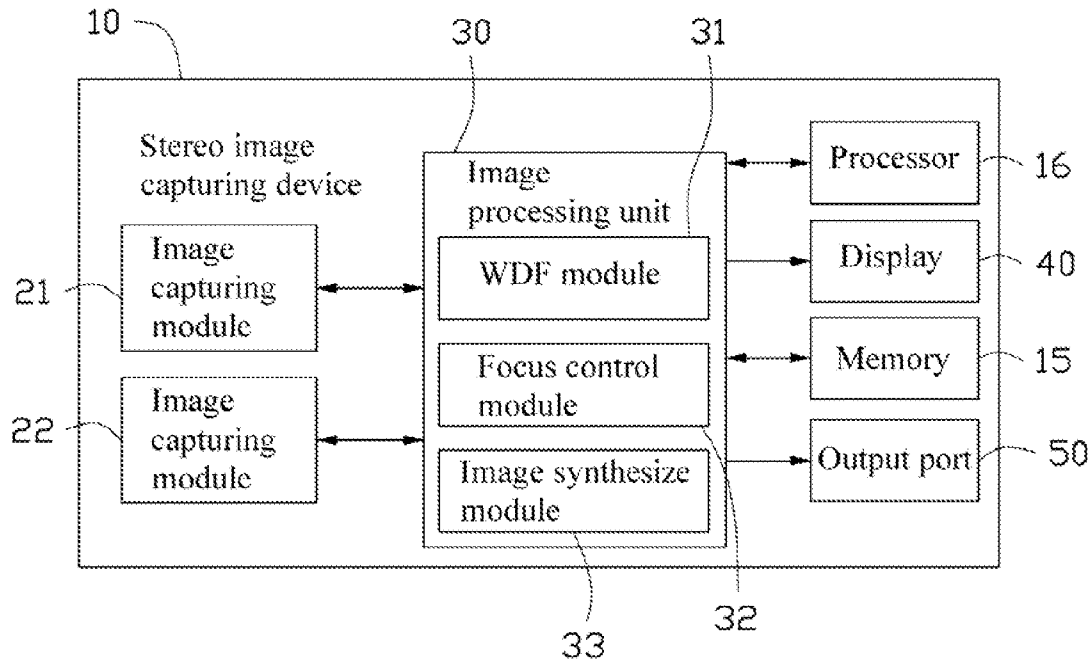 10
30
31
Stereo image
capturing device
Image
processing unit
Processor
16
WDF module
Display
40
Image
capturing
module
21
Focus control
module
Memory
15
Image
capturing
module
22
Image synthesize
module
Output port
50
32
33